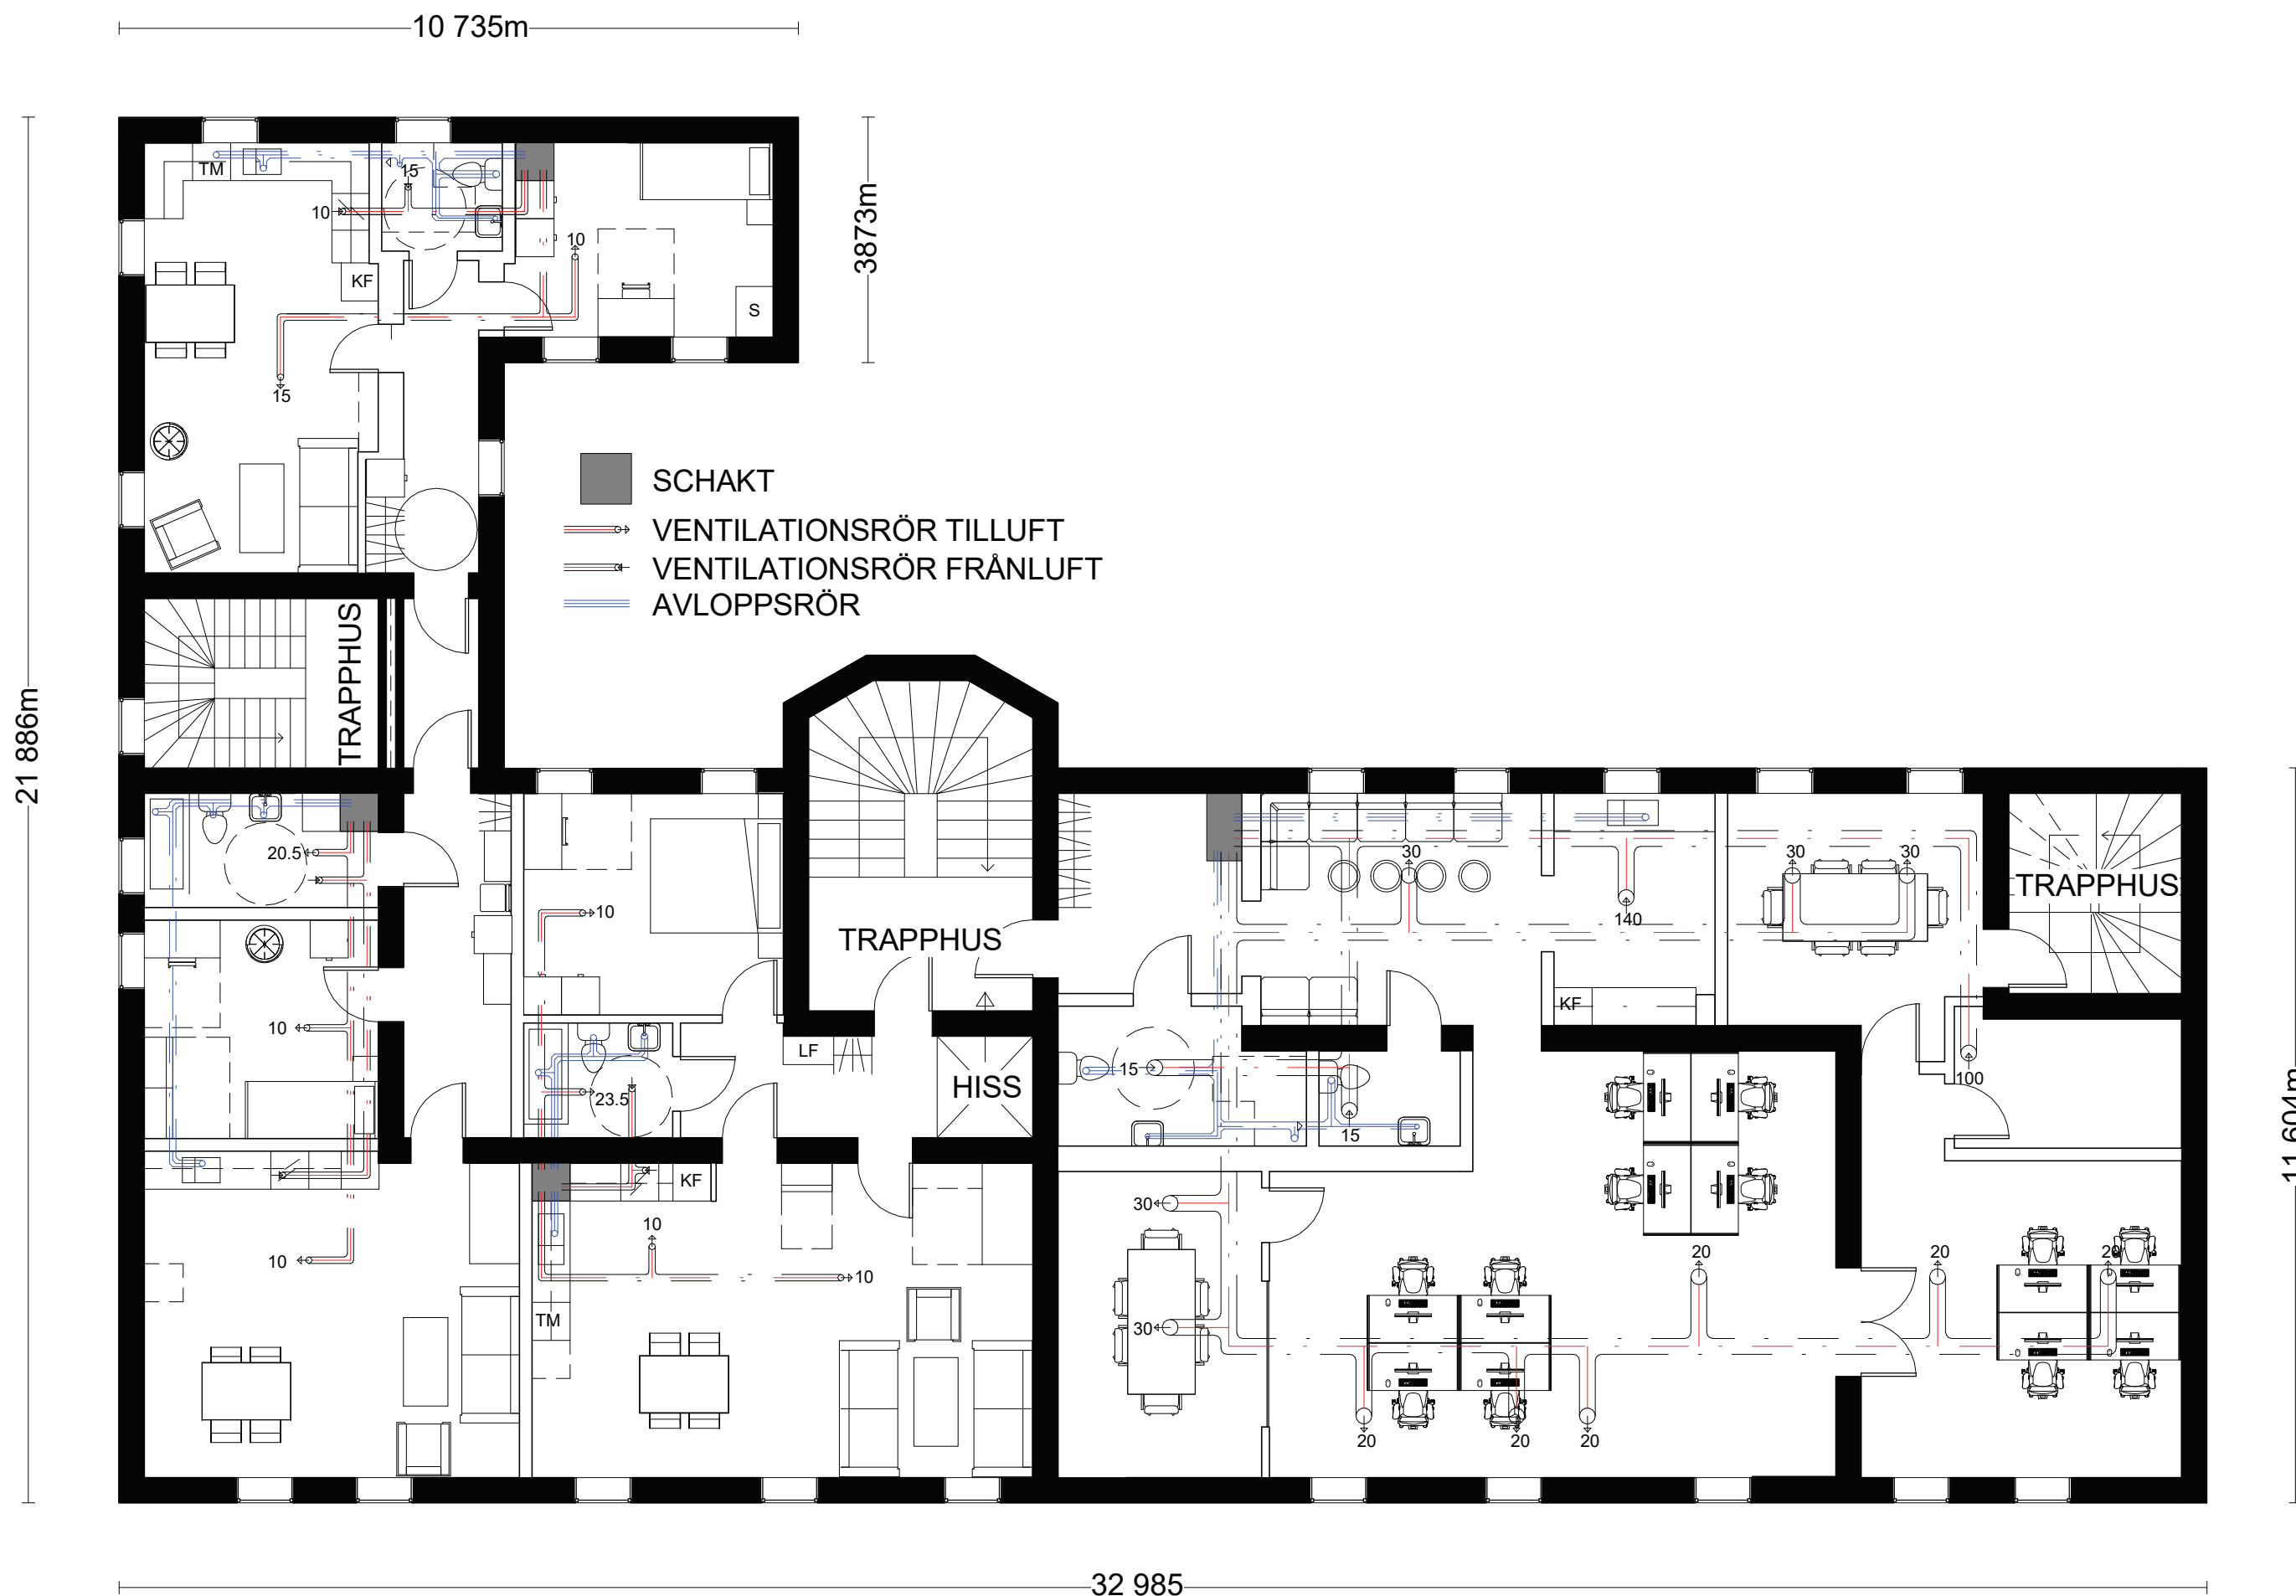 10 735m
TM
15
10
10
3873m
KF
S
15
SCHAKT
VENTILATIONSRÖR TILLUFT
VENTILATIONSRÖR FRÅNLUFT
AVLOPPSRÖR
TRAPPHUS
21 886m
20.5
30
30
30
TRAPPHUS
10
140
TRAPPHUS
KF
10
LF
HISS
15
100
23.5
15
11 604m
KF
30
10
20
20
20
10
10
TM
30
20
20
20
32 985